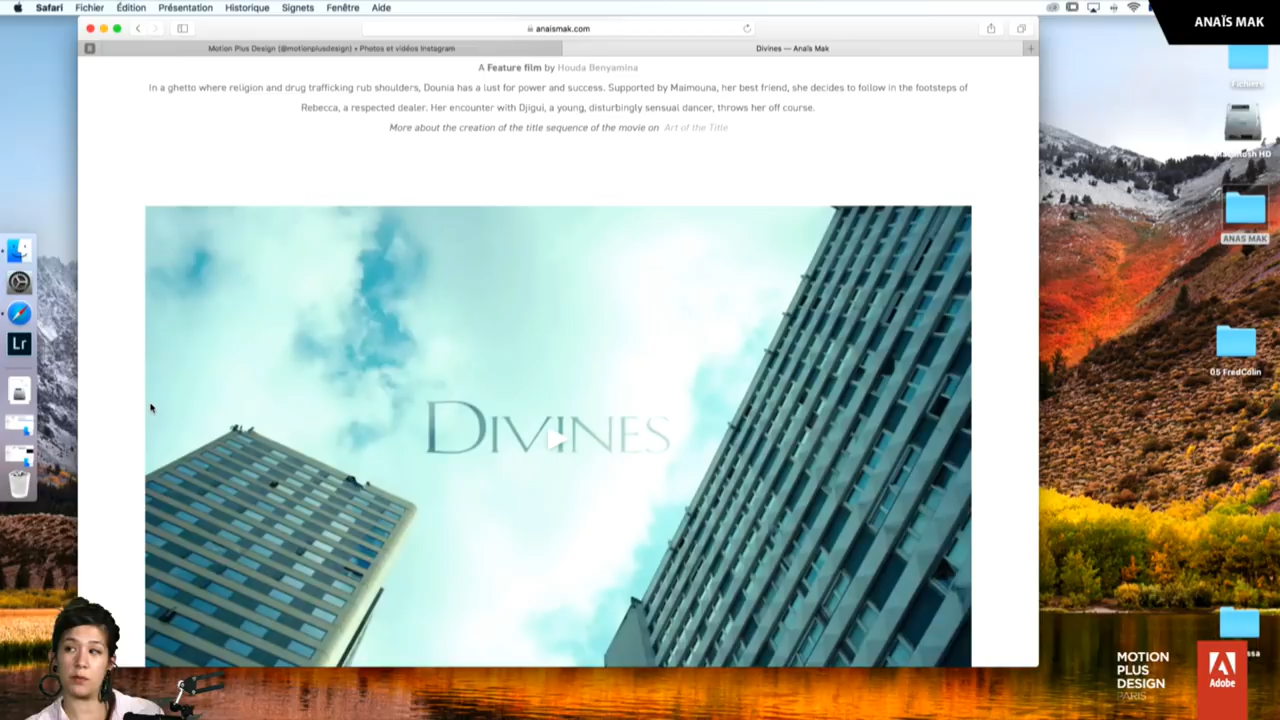 Safari Fichier Édition Présentation Historique Signets Fenêtre Aide
ANAÏS MAK
anaismak.com
Motion Plus Design (@motionplusdesign) • Photos et vidéos Instagram
Divines — Anaïs Mak
A Feature film by Houda Benyamina
In a ghetto where religion and drug trafficking rub shoulders, Dounia has a lust for power and success. Supported by Maimouna, her best friend, she decides to follow in the footsteps of
Rebecca, a respected dealer. Her encounter with Djigui, a young, disturbingly sensual dancer, throws her off course.
More about the creation of the title sequence of the movie on Art of the Title
DIVINES
Fichiers
HD
ANAS MAK
05 FredColin
Lr
MOTION
PLUS
DESIGN
PARIS
Adobe